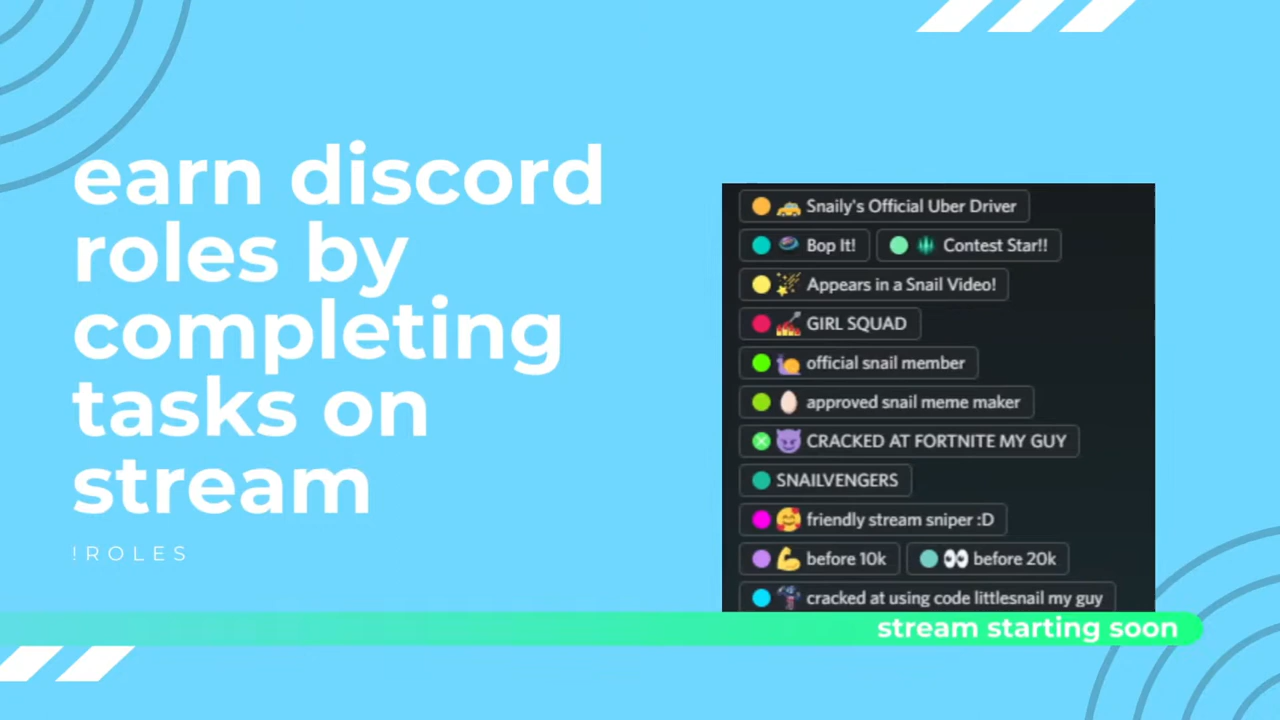 earn discord
roles by
completing
tasks on
stream
!ROLES
Snaily's Official Uber Driver
Bop It! Contest Star!!
Appears in a Snail Video!
GIRL SQUAD
official snail member
approved snail meme maker
CRACKED AT FORTNITE MY GUY
SNAILVENGERS
friendly stream sniper :D
before 10k before 20k
cracked at using code littlesnail my guy
stream starting soon